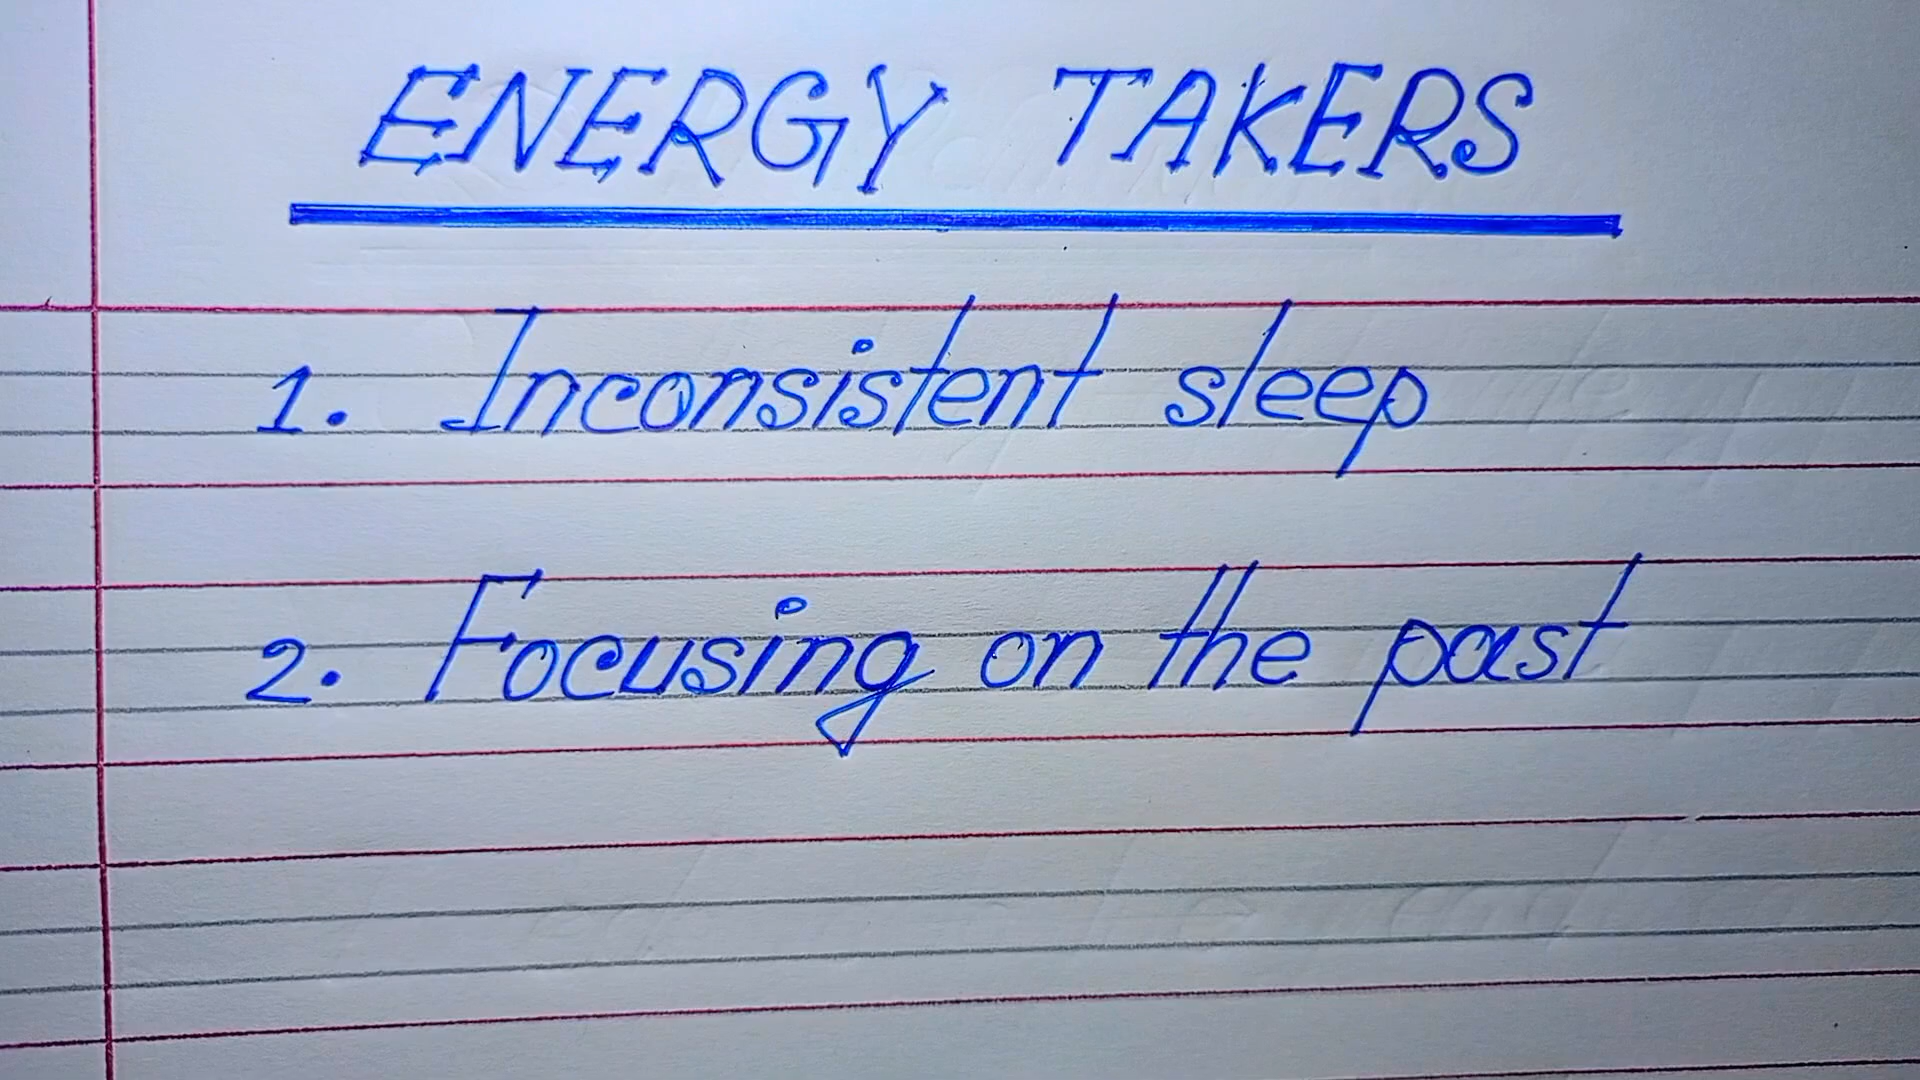 ENERGY TAKERS
1. Inconsistent sleep
2. Focusing on the past